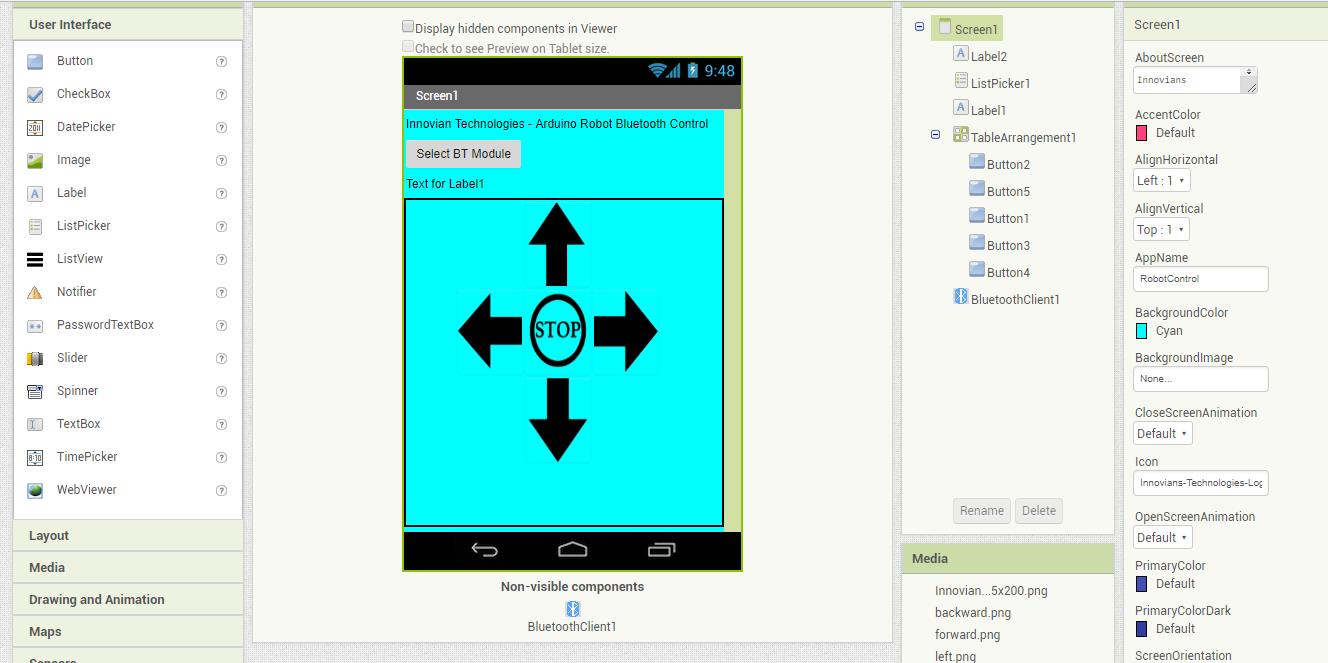 User Interface
Button
?
CheckBox
?
DatePicker
?
Image
?
Label
?
ListPicker
?
ListView
?
Notifier
?
PasswordTextBox
?
Slider
?
Spinner
?
TextBox
?
TimePicker
?
WebViewer
?
Layout
Media
Drawing and Animation
Maps
Sensors
Display hidden components in Viewer
Check to see Preview on Tablet size.
9:48
Screen1
Innovian Technologies - Arduino Robot Bluetooth Control
Select BT Module
Text for Label1
STOP
Non-visible components
BluetoothClient1
Screen1
A Label2
ListPicker1
A Label1
TableArrangement1
Button2
Button5
Button1
Button3
Button4
BluetoothClient1
Rename Delete
Media
Innovian...5x200.png
backward.png
forward.png
left.png
Screen1
AboutScreen
Innovians
AccentColor
Default
AlignHorizontal
Left : 1
AlignVertical
Top : 1
AppName
RobotControl
BackgroundColor
Cyan
BackgroundImage
None...
CloseScreenAnimation
Default
Icon
Innovians-Technologies-Log
OpenScreenAnimation
Default
PrimaryColor
Default
PrimaryColorDark
Default
ScreenOrientation